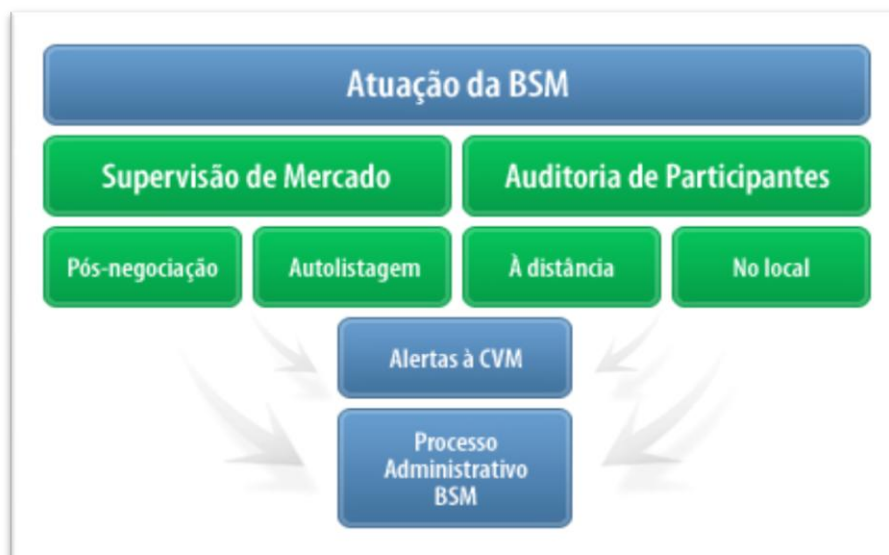 Atuação da BSM
Supervisão de Mercado
Auditoria de Participantes
Pós-negociação
Autolistagem
À distância
No local
Alertas à CVM
Processo
Administrativo
BSM